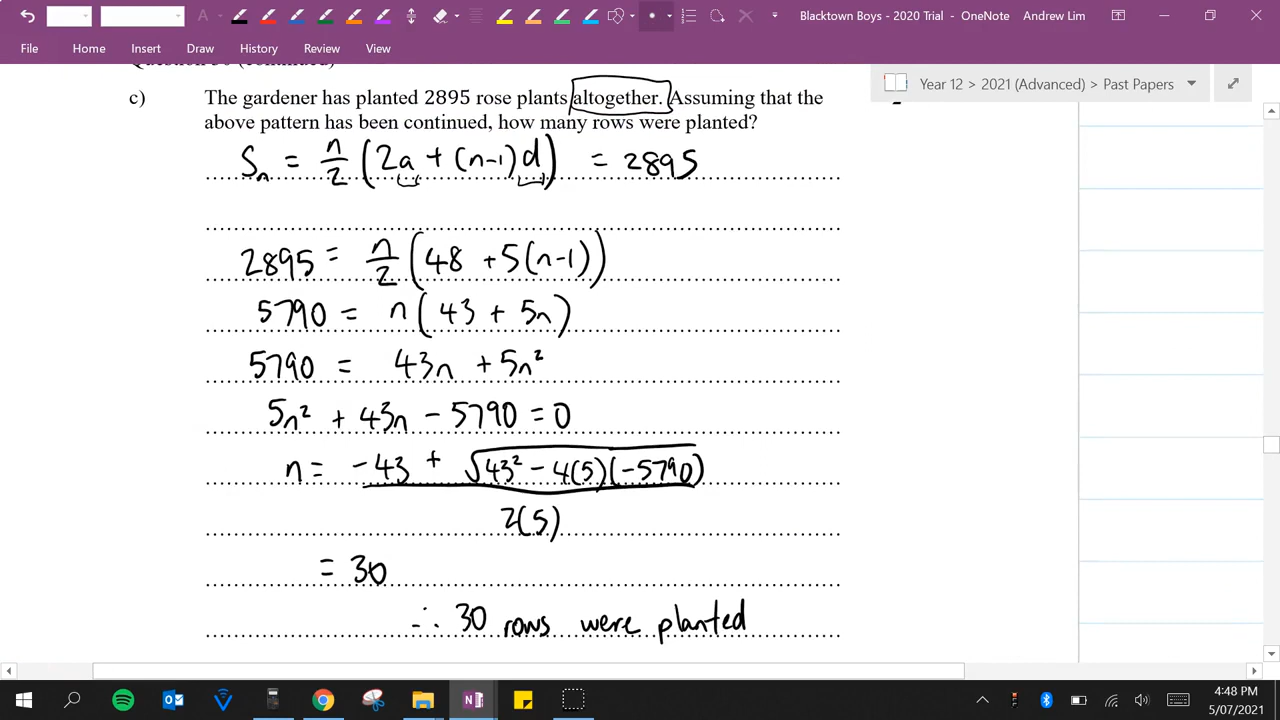 Blacktown Boys - 2020 Trial - OneNote
Andrew Lim
File Home Insert Draw History Review View
Year 12 > 2021 (Advanced) > Past Papers
c) The gardener has planted 2895 rose plants altogether. Assuming that the
above pattern has been continued, how many rows were planted?
Sn = n/2 (2a + (n-1)d) = 2895
2895 = n/2 (48 + 5(n-1))
5790 = n(43 + 5n)
5790 = 43n + 5n²
5n² + 43n - 5790 = 0
n = -43 + √43² - 4(5)(-5790)
2(5)
= 30
∴ 30 rows were planted
4:48 PM
5/07/2021